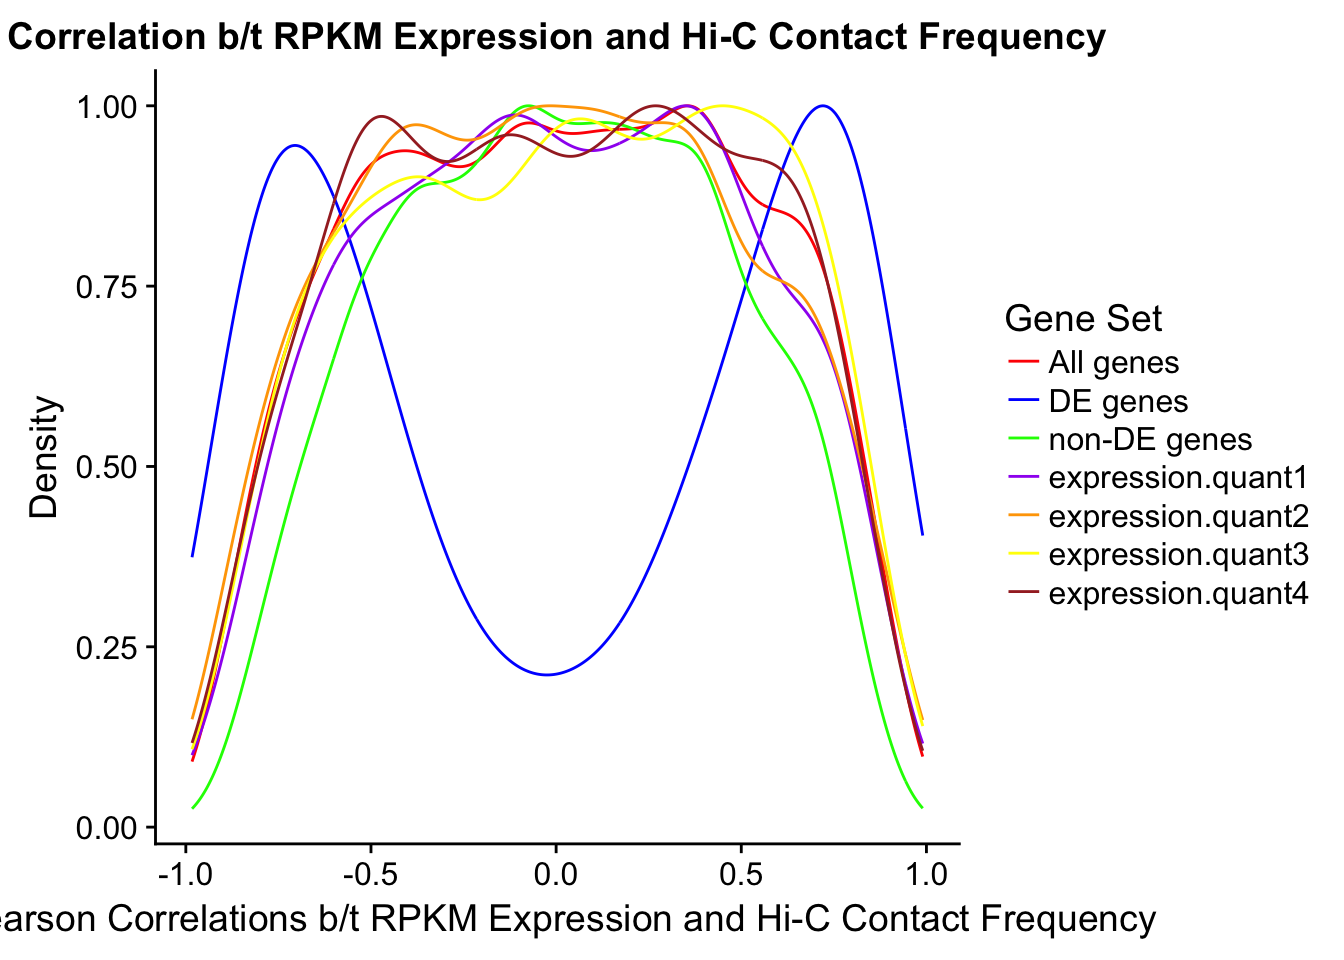 Correlation b/t RPKM Expression and Hi-C Contact Frequency
1.00
0.75
0.50
0.25
0.00
Density
-1.0 -0.5 0.0 0.5 1.0
earson Correlations b/t RPKM Expression and Hi-C Contact Frequency
Gene Set
All genes
DE genes
non-DE genes
expression.quant1
expression.quant2
expression.quant3
expression.quant4